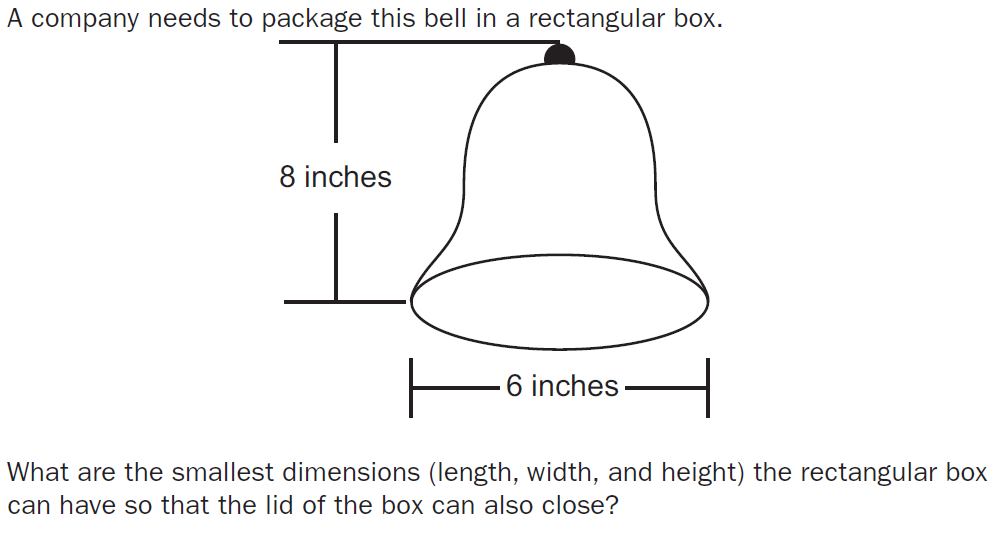 A company needs to package this bell in a rectangular box.
8 inches
6 inches
What are the smallest dimensions (length, width, and height) the rectangular box
can have so that the lid of the box can also close?